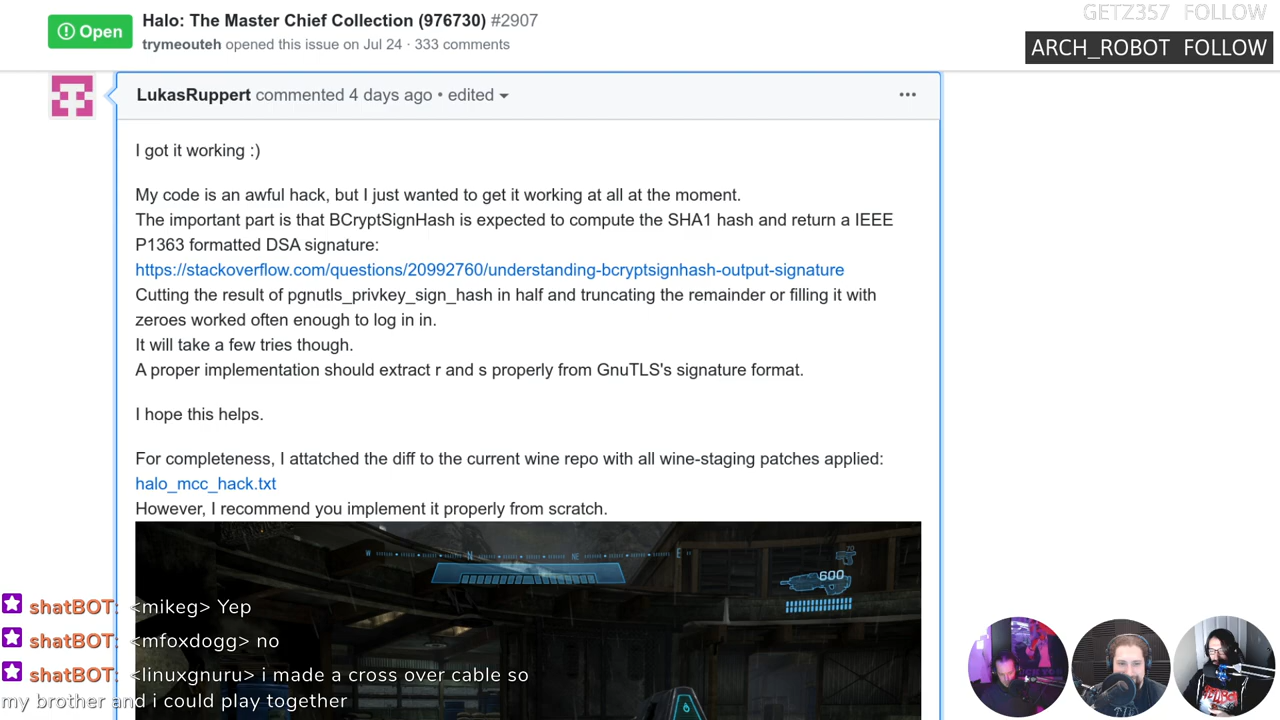 Open
Halo: The Master Chief Collection (976730) #2907
trymeouteh opened this issue on Jul 24 · 333 comments
GETZ357 FOLLOW
ARCH_ROBOT FOLLOW
LukasRuppert commented 4 days ago • edited
I got it working :)
My code is an awful hack, but I just wanted to get it working at all at the moment.
The important part is that BCryptSignHash is expected to compute the SHA1 hash and return a IEEE
P1363 formatted DSA signature:
https://stackoverflow.com/questions/20992760/understanding-bcryptsignhash-output-signature
Cutting the result of pgnutls_privkey_sign_hash in half and truncating the remainder or filling it with
zeroes worked often enough to log in in.
It will take a few tries though.
A proper implementation should extract r and s properly from GnuTLS's signature format.
I hope this helps.
For completeness, I attatched the diff to the current wine repo with all wine-staging patches applied:
halo_mcc_hack.txt
However, I recommend you implement it properly from scratch.
W N NE E
600
shatBOT: <mikeg> Yep
shatBOT: <mfoxdogg> no
shatBOT: <linuxgnuru> i made a cross over cable so
my brother and i could play together